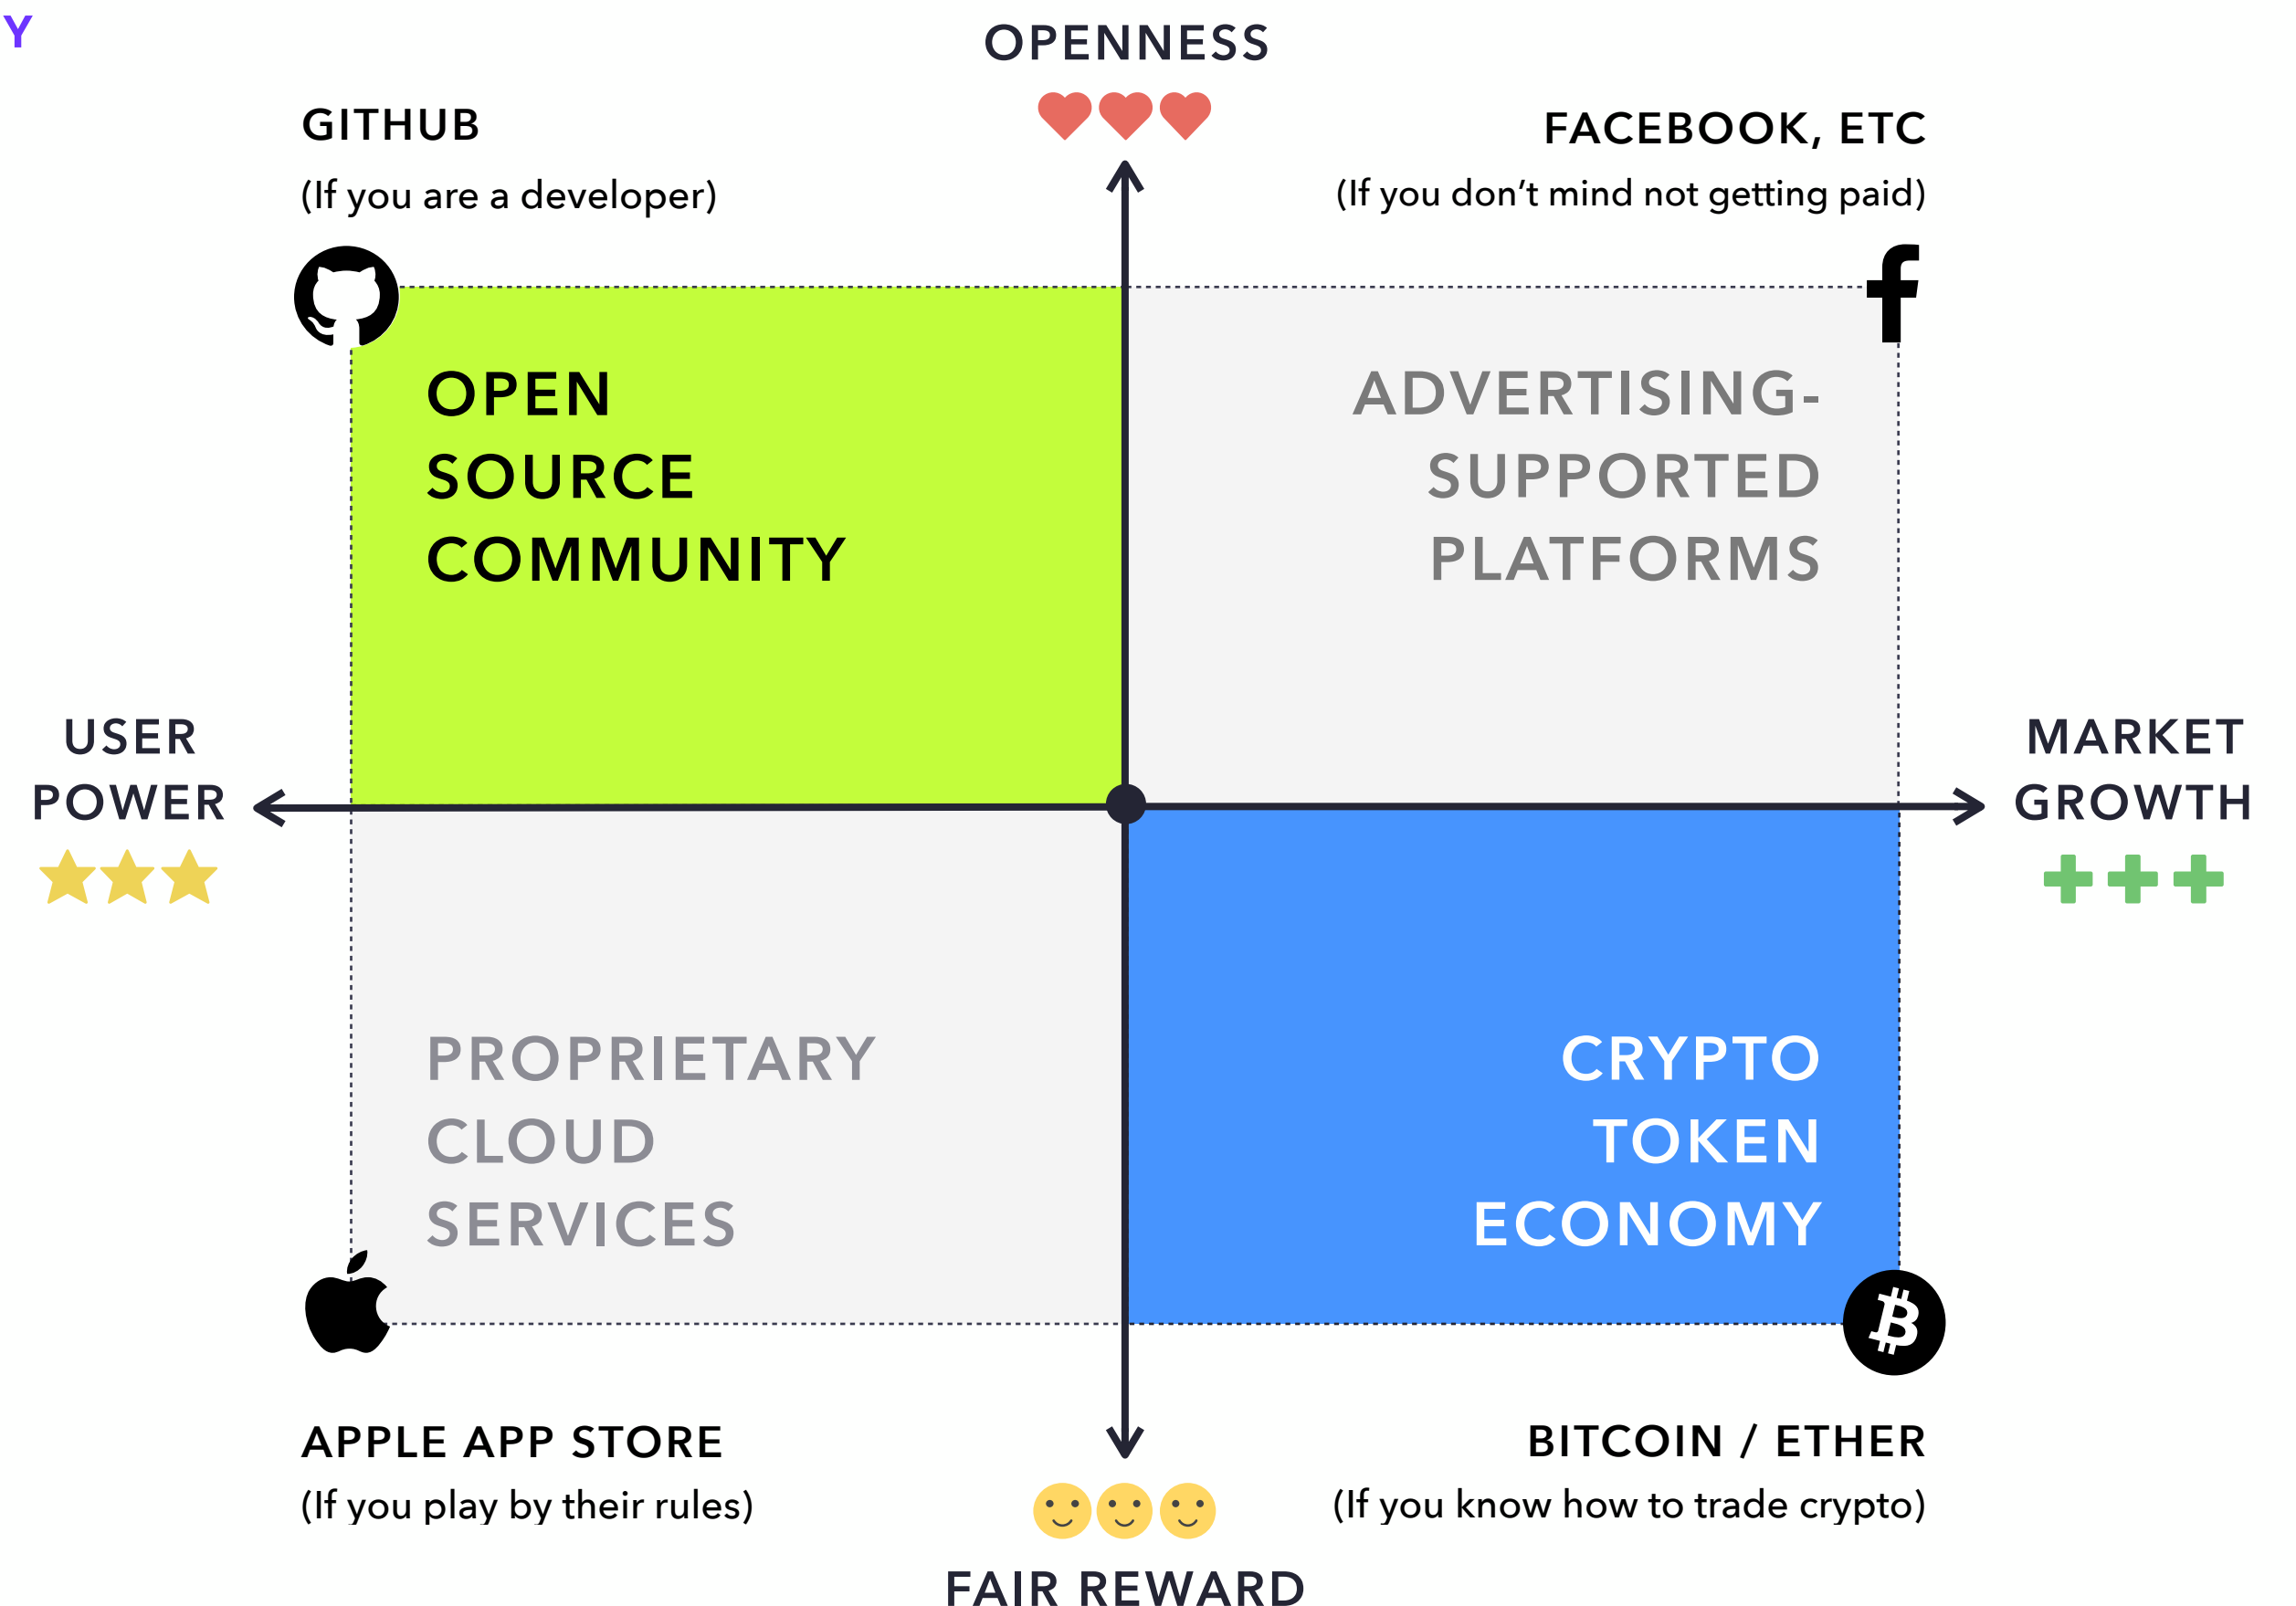 Y
OPENNESS
GITHUB
(If you are a developer)
FACEBOOK, ETC
(If you don’t mind not getting paid)
OPEN
SOURCE
COMMUNITY
ADVERTISING-
SUPPORTED
PLATFORMS
USER
POWER
MARKET
GROWTH
PROPRIETARY
CLOUD
SERVICES
CRYPTO
TOKEN
ECONOMY
APPLE APP STORE
(If you play by their rules)
BITCOIN / ETHER
(If you know how to trade crypto)
FAIR REWARD